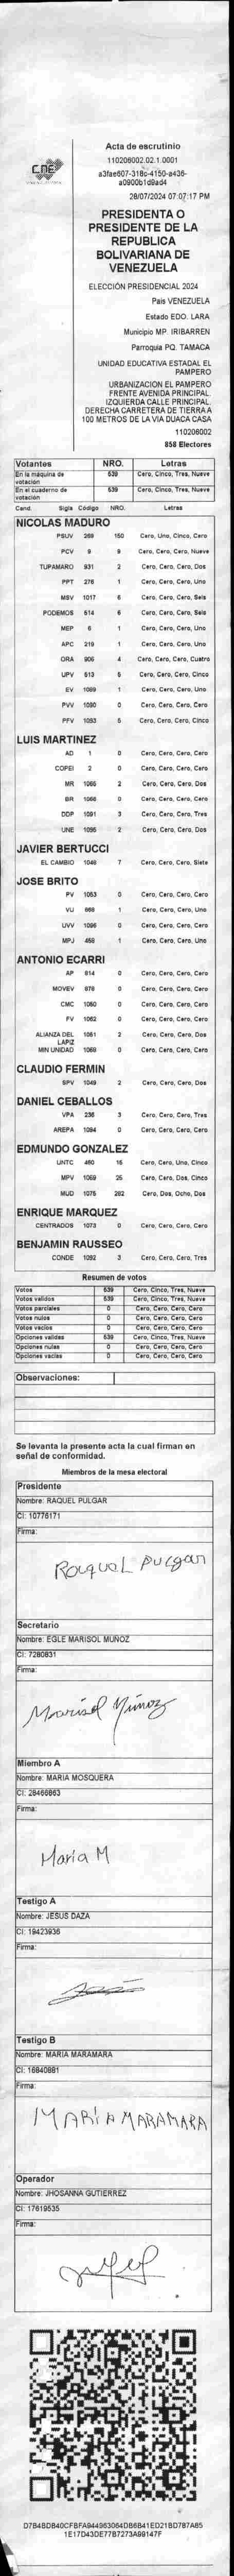 Acta de escrutinio
CNE
110206002.02.1.0001
a3fae607-318c-4150-a436-
a0900b1d9ad4
28/07/2024 07:07:17 PM
PRESIDENTA O
PRESIDENTE DE LA
REPUBLICA
BOLIVARIANA DE
VENEZUELA
ELECCIÓN PRESIDENCIAL 2024
País VENEZUELA
Estado EDO. LARA
Municipio MP. IRIBARREN
Parroquia PQ. TAMACA
UNIDAD EDUCATIVA ESTADAL EL
PAMPERO
URBANIZACION EL PAMPERO
FRENTE AVENIDA PRINCIPAL.
IZQUIERDA CALLE PRINCIPAL.
DERECHA CARRETERA DE TIERRA A
100 METROS DE LA VIA DUACA CASA
110206002
858 Electores
Votantes NRO. Letras
En la máquina de votación 539 Cero, Cinco, Tres, Nueve
En el cuaderno de votación 539 Cero, Cinco, Tres, Nueve
Cand. Sigla Código NRO. Letras
NICOLAS MADURO
PSUV 269 150 Cero, Uno, Cinco, Cero
PCV 9 9 Cero, Cero, Cero, Nueve
TUPAMARO 931 2 Cero, Cero, Cero, Dos
PPT 276 1 Cero, Cero, Cero, Uno
MSV 1017 6 Cero, Cero, Cero, Seis
PODEMOS 514 6 Cero, Cero, Cero, Seis
MEP 6 1 Cero, Cero, Cero, Uno
APC 219 1 Cero, Cero, Cero, Uno
ORA 906 4 Cero, Cero, Cero, Cuatro
UPV 513 5 Cero, Cero, Cero, Cinco
EV 1089 1 Cero, Cero, Cero, Uno
PVV 1090 0 Cero, Cero, Cero, Cero
PFV 1093 5 Cero, Cero, Cero, Cinco
LUIS MARTINEZ
AD 1 0 Cero, Cero, Cero, Cero
COPEI 2 0 Cero, Cero, Cero, Cero
MR 1065 2 Cero, Cero, Cero, Dos
BR 1066 0 Cero, Cero, Cero, Cero
DDP 1091 3 Cero, Cero, Cero, Tres
UNE 1095 2 Cero, Cero, Cero, Dos
JAVIER BERTUCCI
EL CAMBIO 1046 7 Cero, Cero, Cero, Siete
JOSE BRITO
PV 1053 0 Cero, Cero, Cero, Cero
VU 668 1 Cero, Cero, Cero, Uno
UVV 1096 0 Cero, Cero, Cero, Cero
MPJ 458 1 Cero, Cero, Cero, Uno
ANTONIO ECARRI
AP 814 0 Cero, Cero, Cero, Cero
MOVEV 878 0 Cero, Cero, Cero, Cero
CMC 1050 0 Cero, Cero, Cero, Cero
FV 1062 0 Cero, Cero, Cero, Cero
ALIANZA DEL LAPIZ 1051 2 Cero, Cero, Cero, Dos
MIN UNIDAD 1068 0 Cero, Cero, Cero, Cero
CLAUDIO FERMIN
SPV 1049 2 Cero, Cero, Cero, Dos
DANIEL CEBALLOS
VPA 236 3 Cero, Cero, Cero, Tres
AREPA 1094 0 Cero, Cero, Cero, Cero
EDMUNDO GONZALEZ
UNTC 480 15 Cero, Cero, Uno, Cinco
MPV 1069 25 Cero, Cero, Dos, Cinco
MUD 1075 282 Cero, Dos, Ocho, Dos
ENRIQUE MARQUEZ
CENTRADOS 1073 0 Cero, Cero, Cero, Cero
BENJAMIN RAUSSEO
CONDE 1092 3 Cero, Cero, Cero, Tres
Resumen de votos
Votos 539 Cero, Cinco, Tres, Nueve
Votos validos 539 Cero, Cinco, Tres, Nueve
Votos parciales 0 Cero, Cero, Cero, Cero
Votos nulos 0 Cero, Cero, Cero, Cero
Votos vacíos 0 Cero, Cero, Cero, Cero
Opciones validas 539 Cero, Cinco, Tres, Nueve
Opciones nulas 0 Cero, Cero, Cero, Cero
Opciones vacías 0 Cero, Cero, Cero, Cero
Observaciones:
Se levanta la presente acta la cual firman en
señal de conformidad.
Miembros de la mesa electoral
Presidente
Nombre: RAQUEL PULGAR
CI: 10776171
Firma:
Raquel Pulgar
Secretario
Nombre: EGLE MARISOL MUÑOZ
CI: 7280831
Firma:
Marisol Muñoz
Miembro A
Nombre: MARIA MOSQUERA
CI: 28466863
Firma:
Maria M
Testigo A
Nombre: JESUS DAZA
CI: 19423936
Firma:
Testigo B
Nombre: MARIA MARAMARA
CI: 16840881
Firma:
MARÍA MARAMARA
Operador
Nombre: JHOSANNA GUTIERREZ
CI: 17619535
Firma:
D7B4BDB40CFBFA944963064DB6B41ED21BD7B7A85
1E17D43DE77B7273A99147F